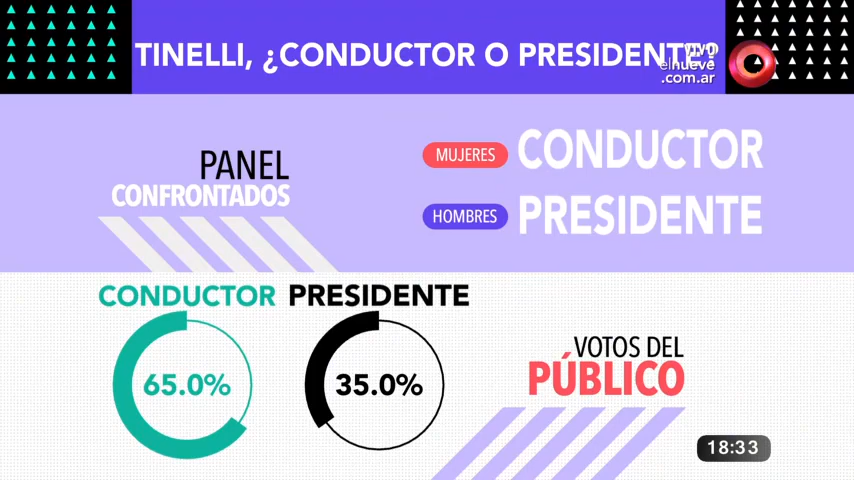 TINELLI, ¿CONDUCTOR O PRESIDENTE?
VIVO
elnueve
.com.ar
PANEL
CONFRONTADOS
MUJERES CONDUCTOR
HOMBRES PRESIDENTE
CONDUCTOR PRESIDENTE
65.0% 35.0%
VOTOS DEL
PÚBLICO
18:33